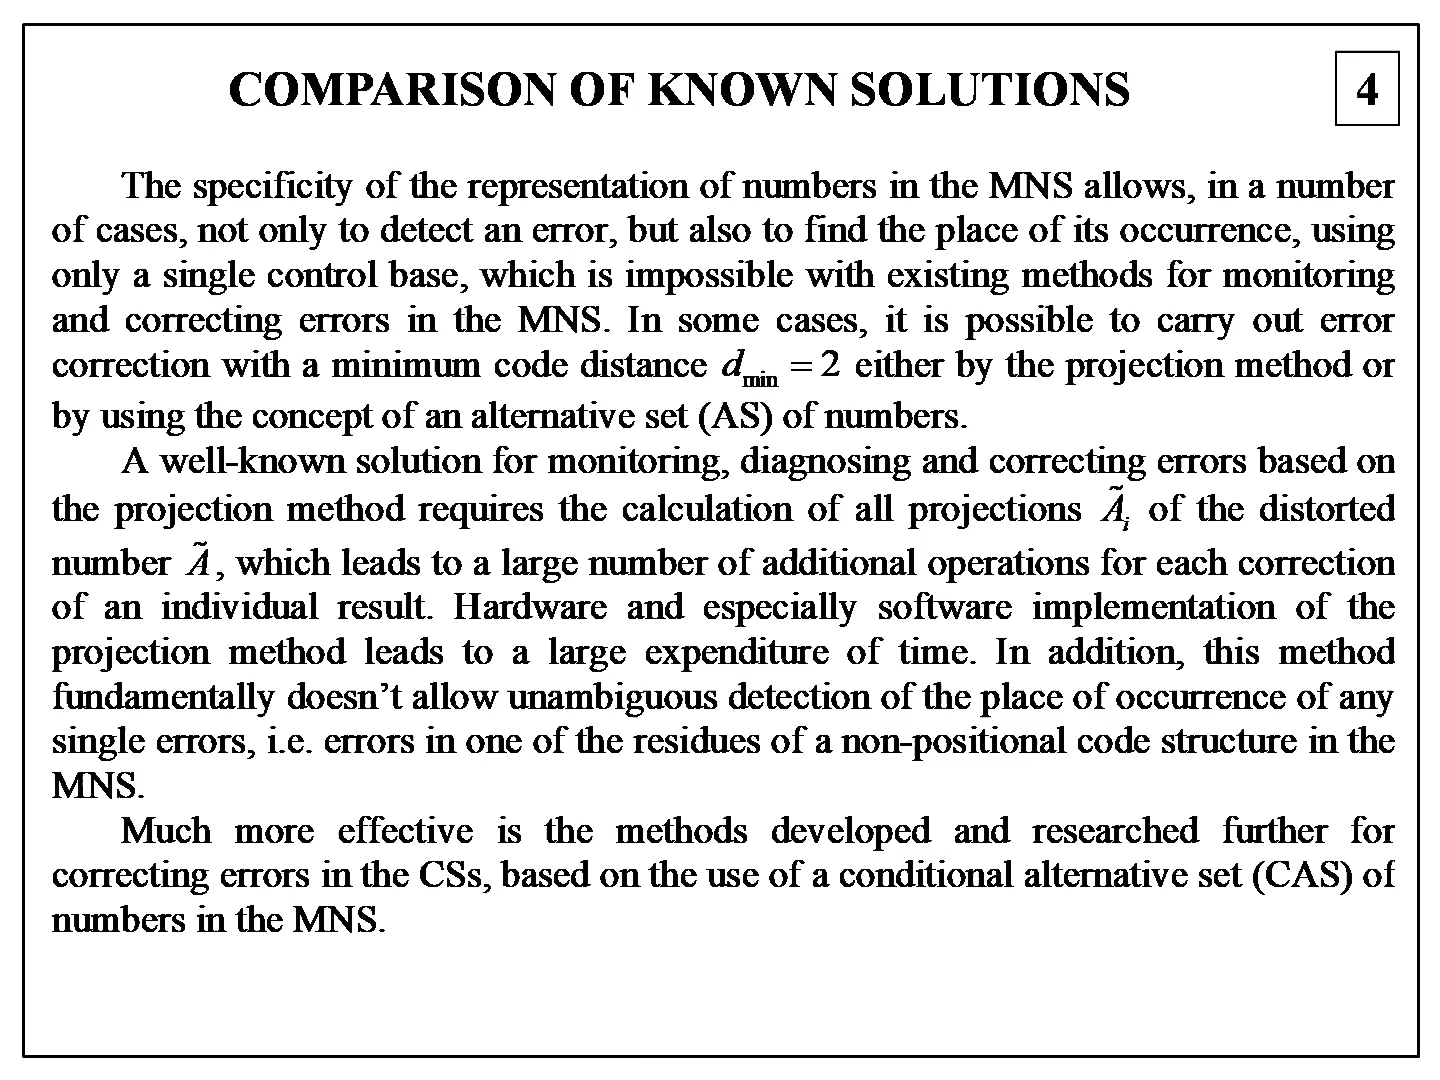 COMPARISON OF KNOWN SOLUTIONS
4
The specificity of the representation of numbers in the MNS allows, in a number
of cases, not only to detect an error, but also to find the place of its occurrence, using
only a single control base, which is impossible with existing methods for monitoring
and correcting errors in the MNS. In some cases, it is possible to carry out error
correction with a minimum code distance d_min = 2 either by the projection method or
by using the concept of an alternative set (AS) of numbers.
A well-known solution for monitoring, diagnosing and correcting errors based on
the projection method requires the calculation of all projections Ã_i of the distorted
number Ã, which leads to a large number of additional operations for each correction
of an individual result. Hardware and especially software implementation of the
projection method leads to a large expenditure of time. In addition, this method
fundamentally doesn’t allow unambiguous detection of the place of occurrence of any
single errors, i.e. errors in one of the residues of a non-positional code structure in the
MNS.
Much more effective is the methods developed and researched further for
correcting errors in the CSs, based on the use of a conditional alternative set (CAS) of
numbers in the MNS.